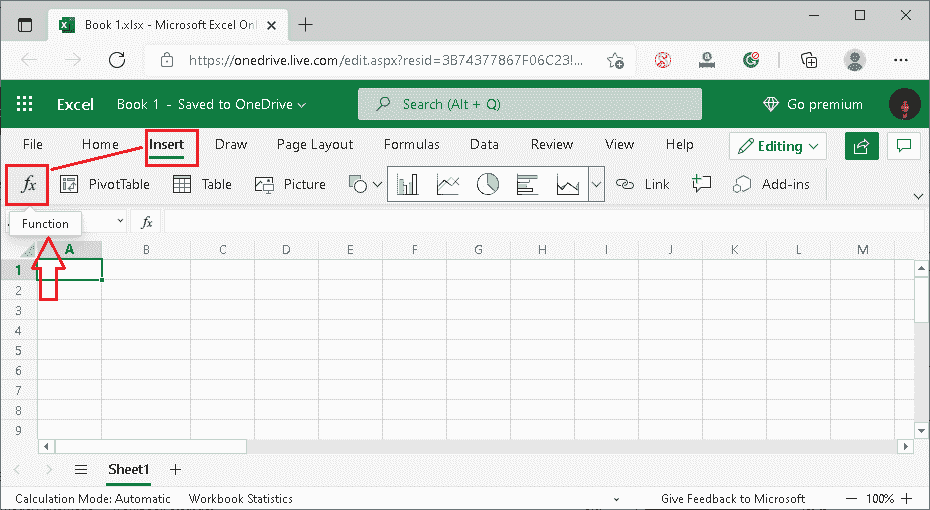 Book 1.xlsx - Microsoft Excel Onl
https://onedrive.live.com/edit.aspx?resid=3B74377867F06C23!...
Excel Book 1 - Saved to OneDrive Search (Alt + Q) Go premium
File Home Insert Draw Page Layout Formulas Data Review View Help Editing
fx PivotTable Table Picture Link Add-ins
Function fx
A B C D E F G H I J K L M
1
2
3
4
5
6
7
8
9
Sheet1
Calculation Mode: Automatic Workbook Statistics Give Feedback to Microsoft 100%